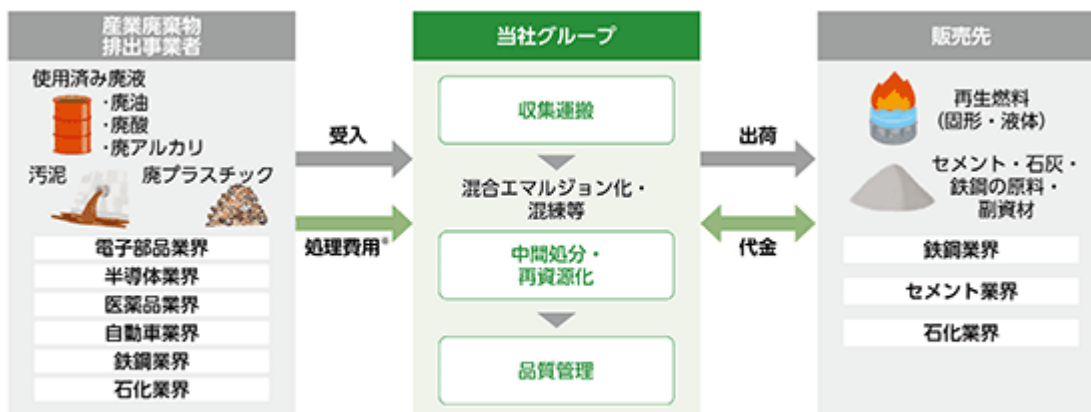 産業廃棄物
排出事業者
使用済み廃液
・廃油
・廃酸
・廃アルカリ
汚泥
廃プラスチック
電子部品業界
半導体業界
医薬品業界
自動車業界
鉄鋼業界
石化業界
受入
処理費用※
当社グループ
収集運搬
混合エマルジョン化・
混練等
中間処分・
再資源化
品質管理
出荷
代金
販売先
再生燃料
(固形・液体)
セメント・石灰・
鉄鋼の原料・
副資材
鉄鋼業界
セメント業界
石化業界